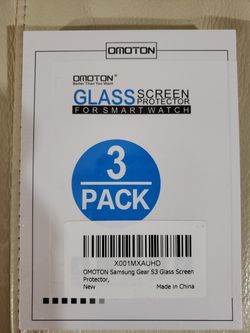 OMOTON
OMOTON®
Better Than You Want
GLASS SCREEN
PROTECTOR
FOR SMART WATCH
3
PACK
X001MXAUHD
OMOTON Samsung Gear S3 Glass Screen
Protector,
New Made in China